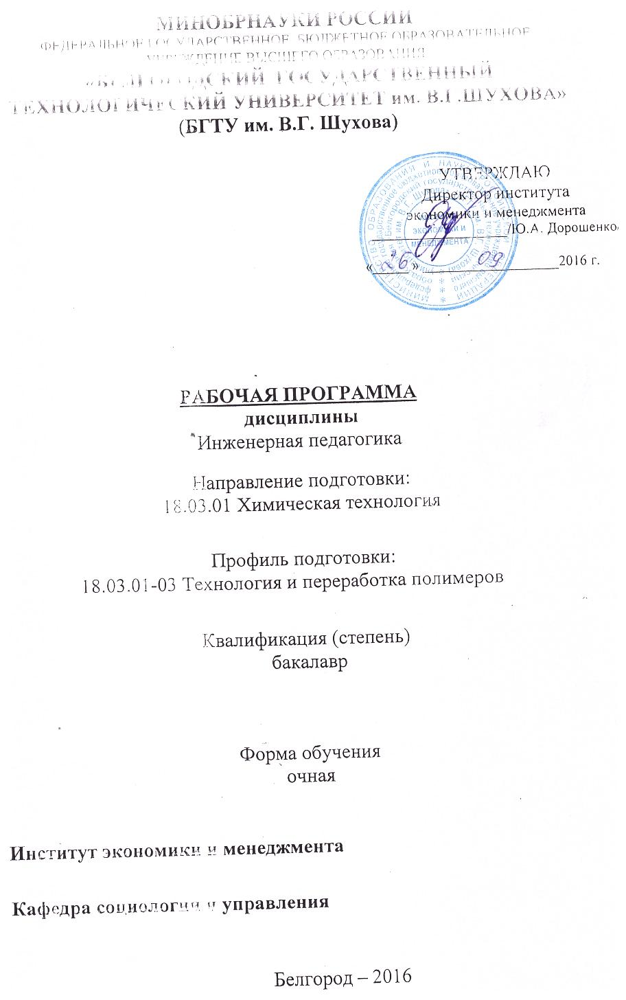 МИНОБРНАУКИ РОССИИ
ФЕДЕРАЛЬНОЕ ГОСУДАРСТВЕННОЕ БЮДЖЕТНОЕ ОБРАЗОВАТЕЛЬНОЕ
УЧРЕЖДЕНИЕ ВЫСШЕГО ОБРАЗОВАНИЯ
«БЕЛГОРОДСКИЙ ГОСУДАРСТВЕННЫЙ
ТЕХНОЛОГИЧЕСКИЙ УНИВЕРСИТЕТ им. В.Г.ШУХОВА»
(БГТУ им. В.Г. Шухова)
УТВЕРЖДАЮ
Директор института
экономики и менеджмента
/Ю.А. Дорошенко
« 26 » 09 2016 г.
ЭКОНОМИКИ И
МЕНЕДЖМЕНТА
РАБОЧАЯ ПРОГРАММА
дисциплины
Инженерная педагогика
Направление подготовки:
18.03.01 Химическая технология
Профиль подготовки:
18.03.01-03 Технология и переработка полимеров
Квалификация (степень)
бакалавр
Форма обучения
очная
Институт экономики и менеджмента
Кафедра социологии и управления
Белгород – 2016